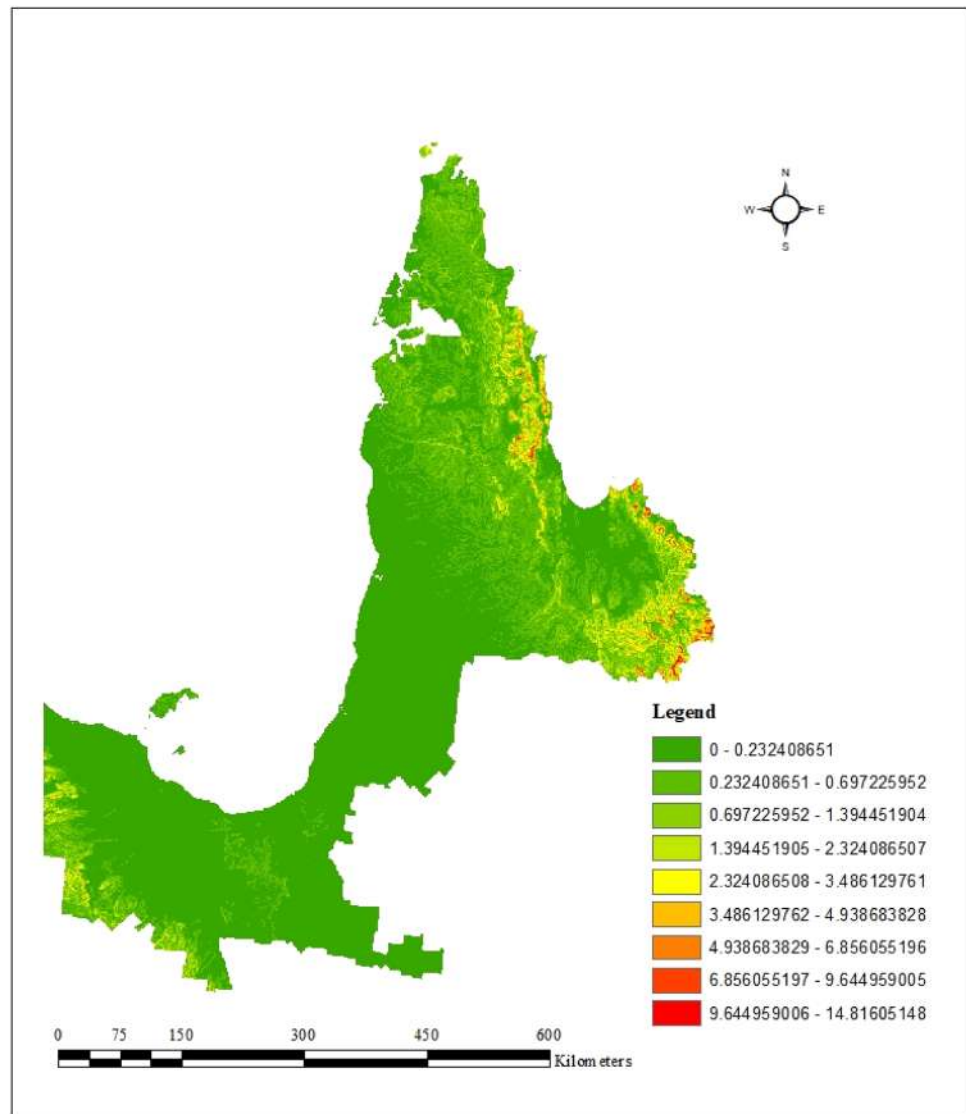 N
W E
S
Legend
0 - 0.232408651
0.232408651 - 0.697225952
0.697225952 - 1.394451904
1.394451905 - 2.324086507
2.324086508 - 3.486129761
3.486129762 - 4.938683828
4.938683829 - 6.856055196
6.856055197 - 9.644959005
9.644959006 - 14.81605148
0 75 150 300 450 600
Kilometers